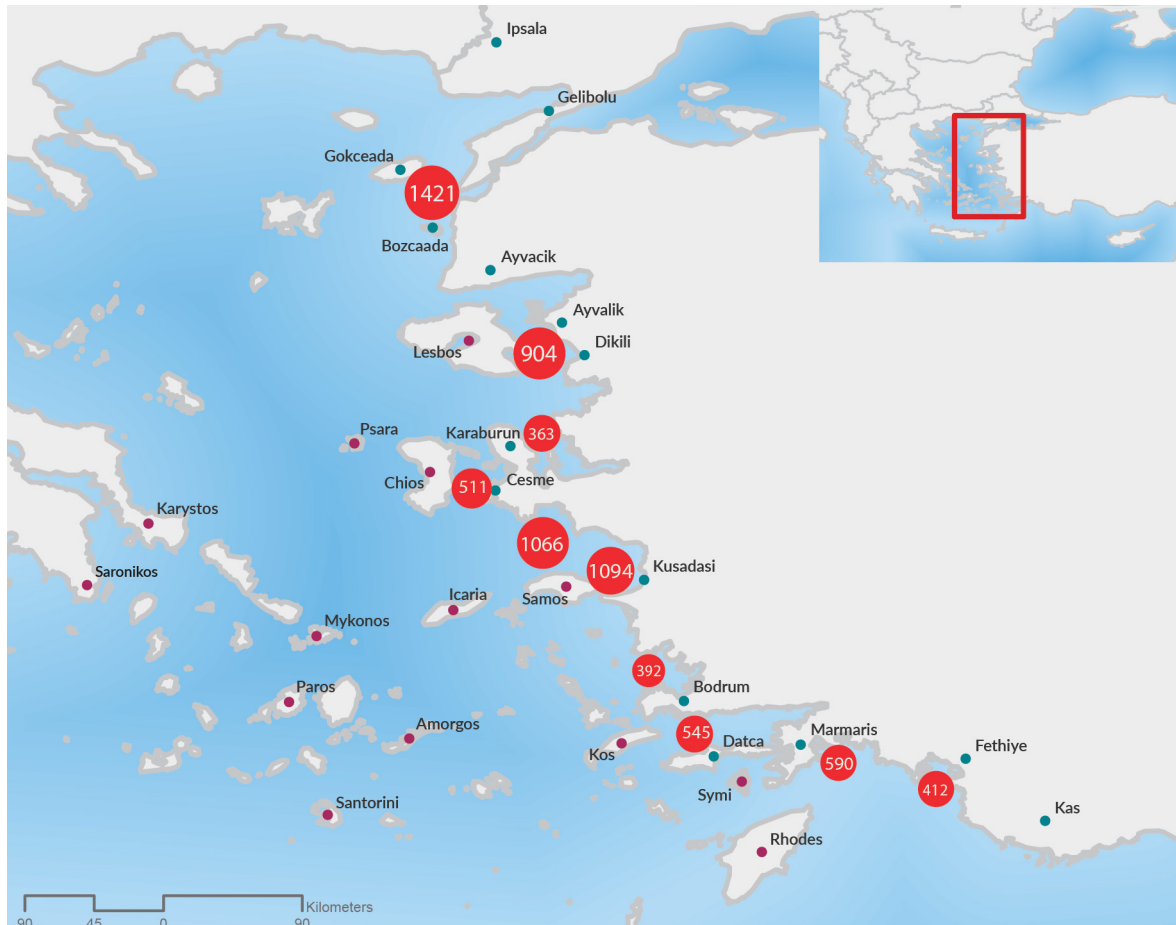 Ipsala
Gelibolu
Gokceada
1421
Bozcaada
Ayvacik
Ayvalik
Lesbos
904
Dikili
Psara
Karaburun
363
Chios
511
Cesme
Karystos
1066
1094
Kusadasi
Saronikos
Icaria
Samos
Mykonos
392
Paros
Bodrum
Amorgos
545
Kos
Datca
Marmaris
590
Fethiye
Symi
412
Santorini
Kas
Rhodes
Kilometers
90 45 0 90